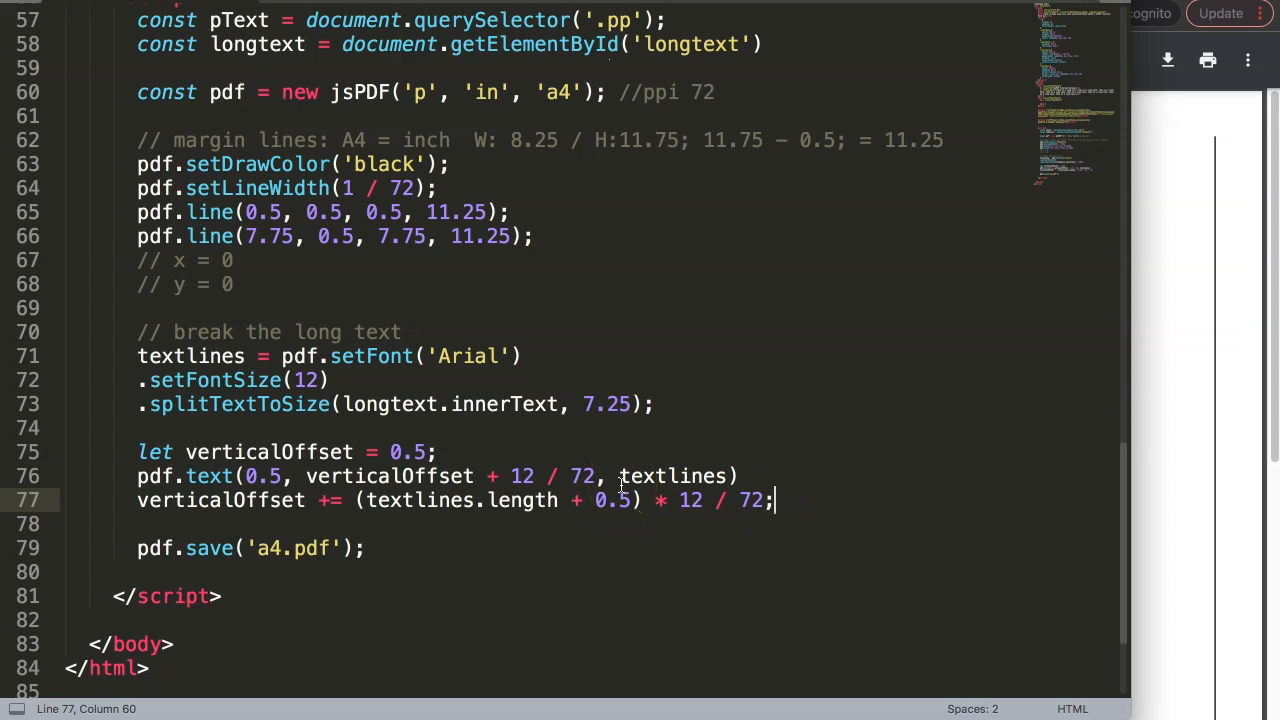 cognito
Update
57 const pText = document.querySelector('.pp');
58 const longtext = document.getElementById('longtext')
59
60 const pdf = new jsPDF('p', 'in', 'a4'); //ppi 72
61
62 // margin lines: A4 = inch  W: 8.25 / H:11.75; 11.75 - 0.5; = 11.25
63 pdf.setDrawColor('black');
64 pdf.setLineWidth(1 / 72);
65 pdf.line(0.5, 0.5, 0.5, 11.25);
66 pdf.line(7.75, 0.5, 7.75, 11.25);
67 // x = 0
68 // y = 0
69
70 // break the long text
71 textlines = pdf.setFont('Arial')
72 .setFontSize(12)
73 .splitTextToSize(longtext.innerText, 7.25);
74
75 let verticalOffset = 0.5;
76 pdf.text(0.5, verticalOffset + 12 / 72, textlines)
77 verticalOffset += (textlines.length + 0.5) * 12 / 72;
78
79 pdf.save('a4.pdf');
80
81 </script>
82
83 </body>
84 </html>
85
Line 77, Column 60
Spaces: 2
HTML